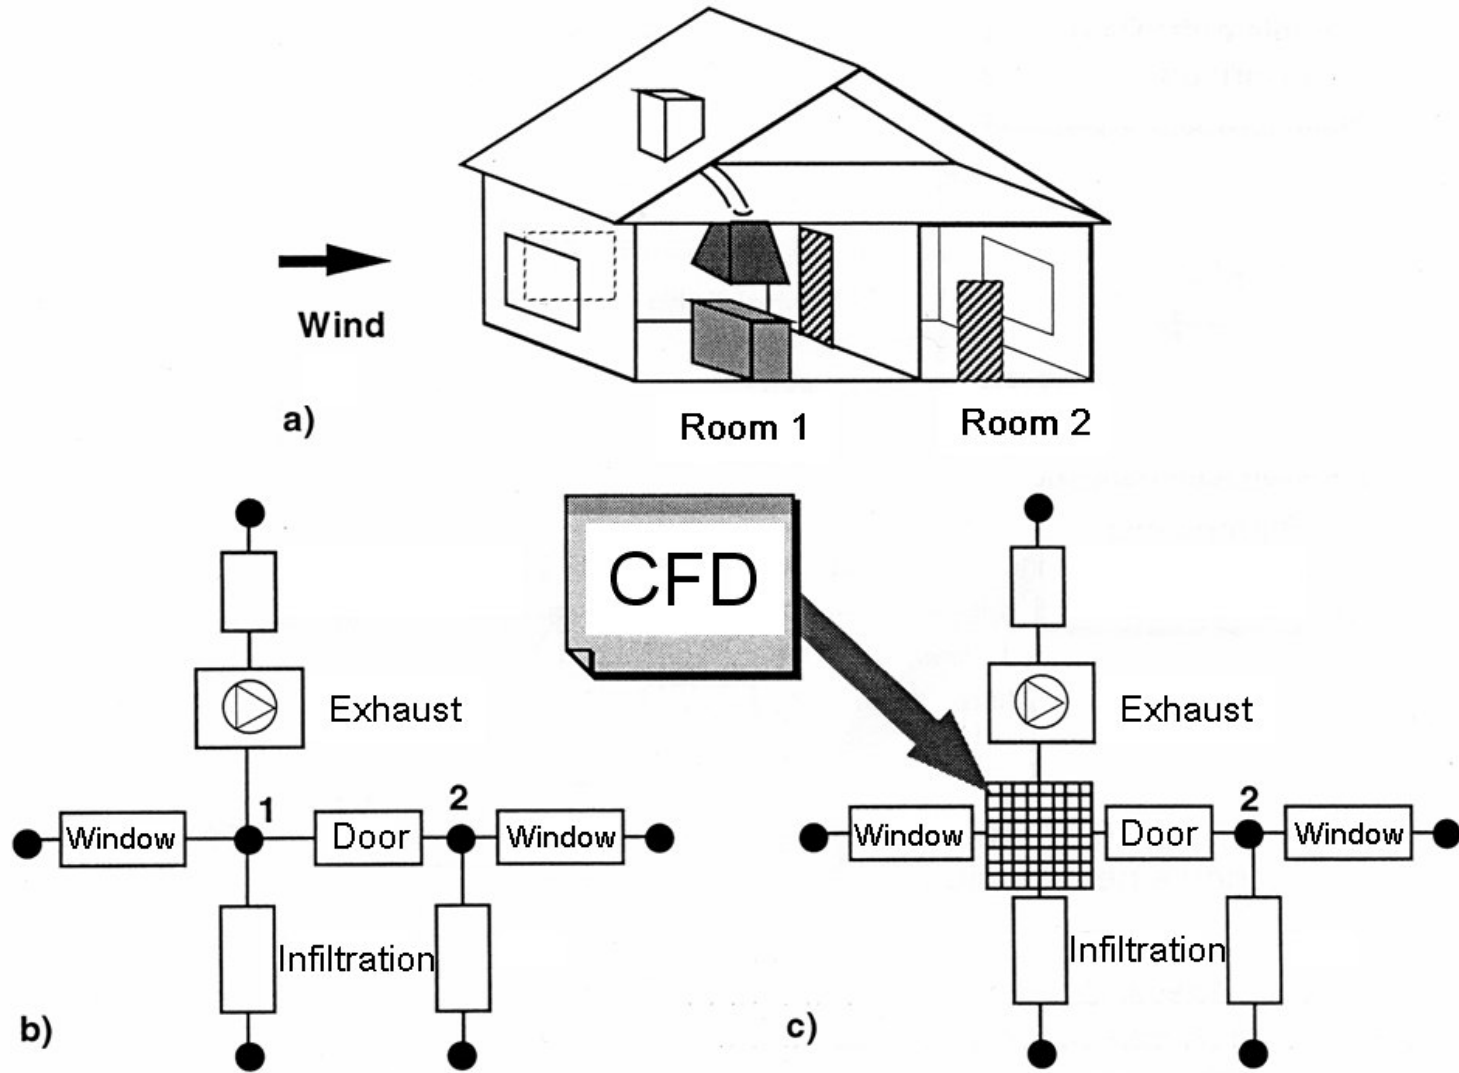 Wind
a)
Room 1
Room 2
CFD
Exhaust
1
2
Window
Door
Window
Infiltration
b)
Exhaust
2
Window
Door
Window
Infiltration
c)